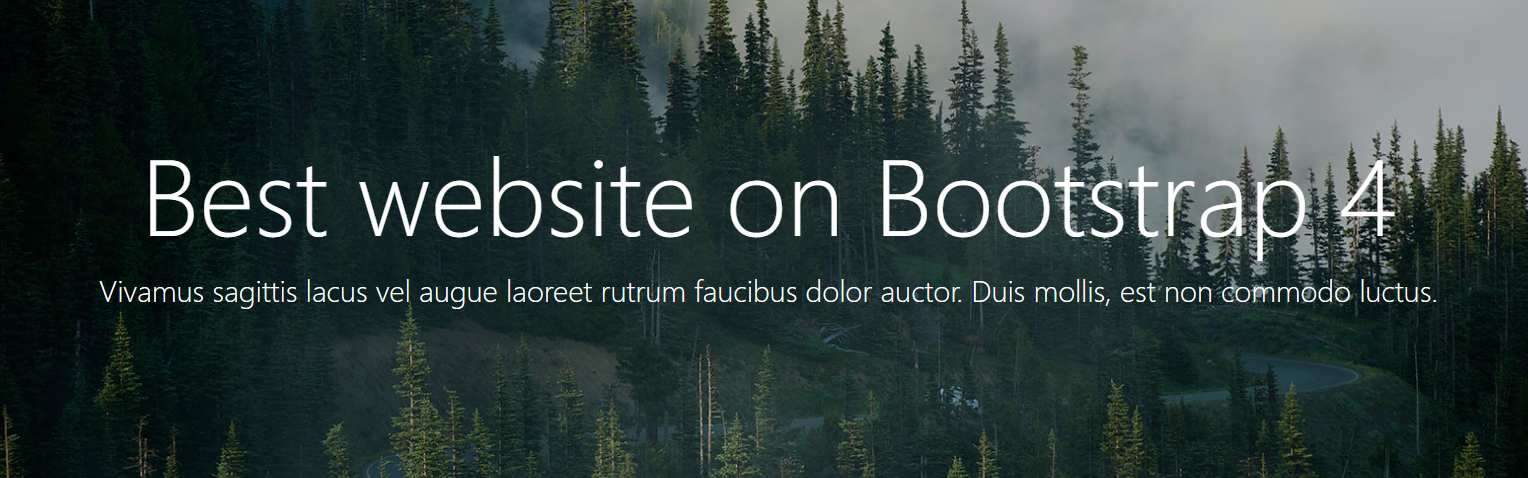 Best website on Bootstrap 4
Vivamus sagittis lacus vel augue laoreet rutrum faucibus dolor auctor. Duis mollis, est non commodo luctus.